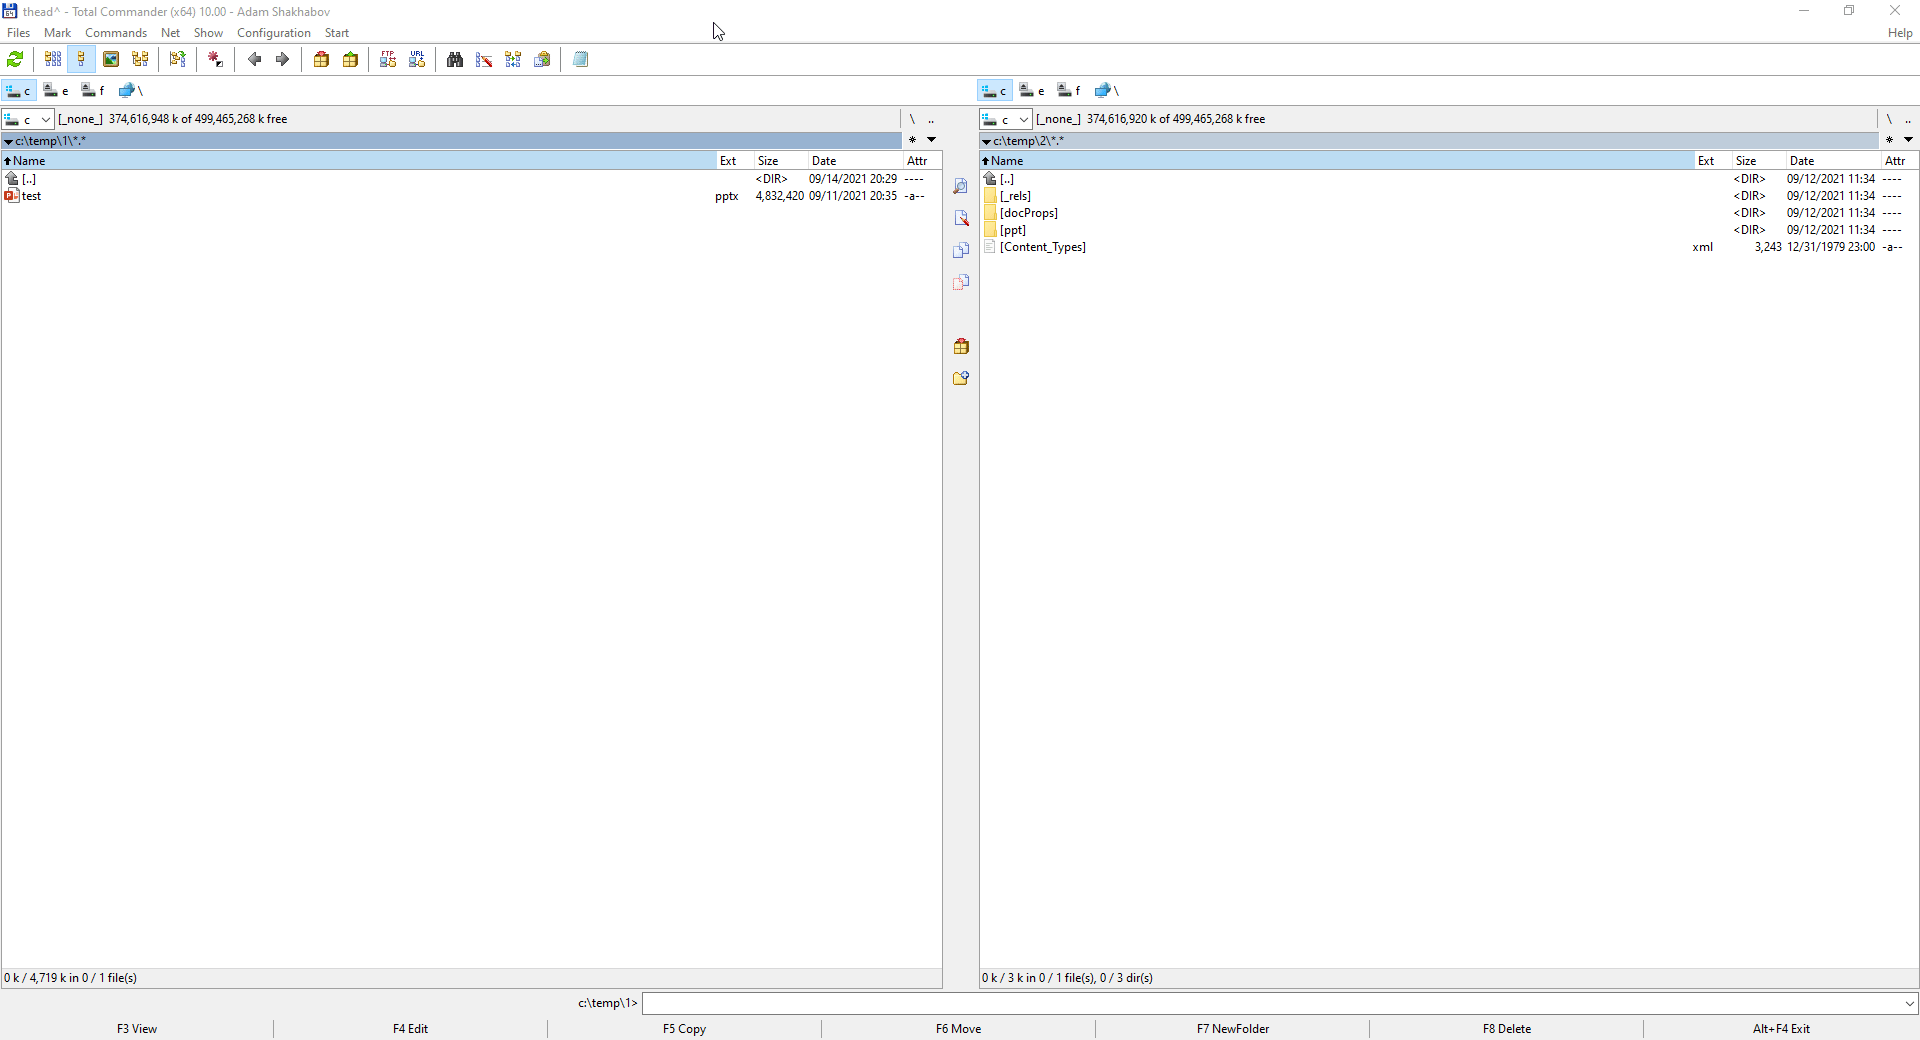 thead^ - Total Commander (x64) 10.00 - Adam Shakhabov
Files Mark Commands Net Show Configuration Start Help
FTP URL
c e f \ c e f \
c [_none_] 374,616,948 k of 499,465,268 k free \ .. c [_none_] 374,616,920 k of 499,465,268 k free \ ..
c:\temp\1\*.* * c:\temp\2\*.* *
Name Ext Size Date Attr Name Ext Size Date Attr
[..] <DIR> 09/14/2021 20:29 ---- [..] <DIR> 09/12/2021 11:34 ----
test pptx 4,832,420 09/11/2021 20:35 -a-- [_rels] <DIR> 09/12/2021 11:34 ----
[docProps] <DIR> 09/12/2021 11:34 ----
[ppt] <DIR> 09/12/2021 11:34 ----
[Content_Types] xml 3,243 12/31/1979 23:00 -a--
0 k / 4,719 k in 0 / 1 file(s) 0 k / 3 k in 0 / 1 file(s), 0 / 3 dir(s)
c:\temp\1>
F3 View F4 Edit F5 Copy F6 Move F7 NewFolder F8 Delete Alt+F4 Exit